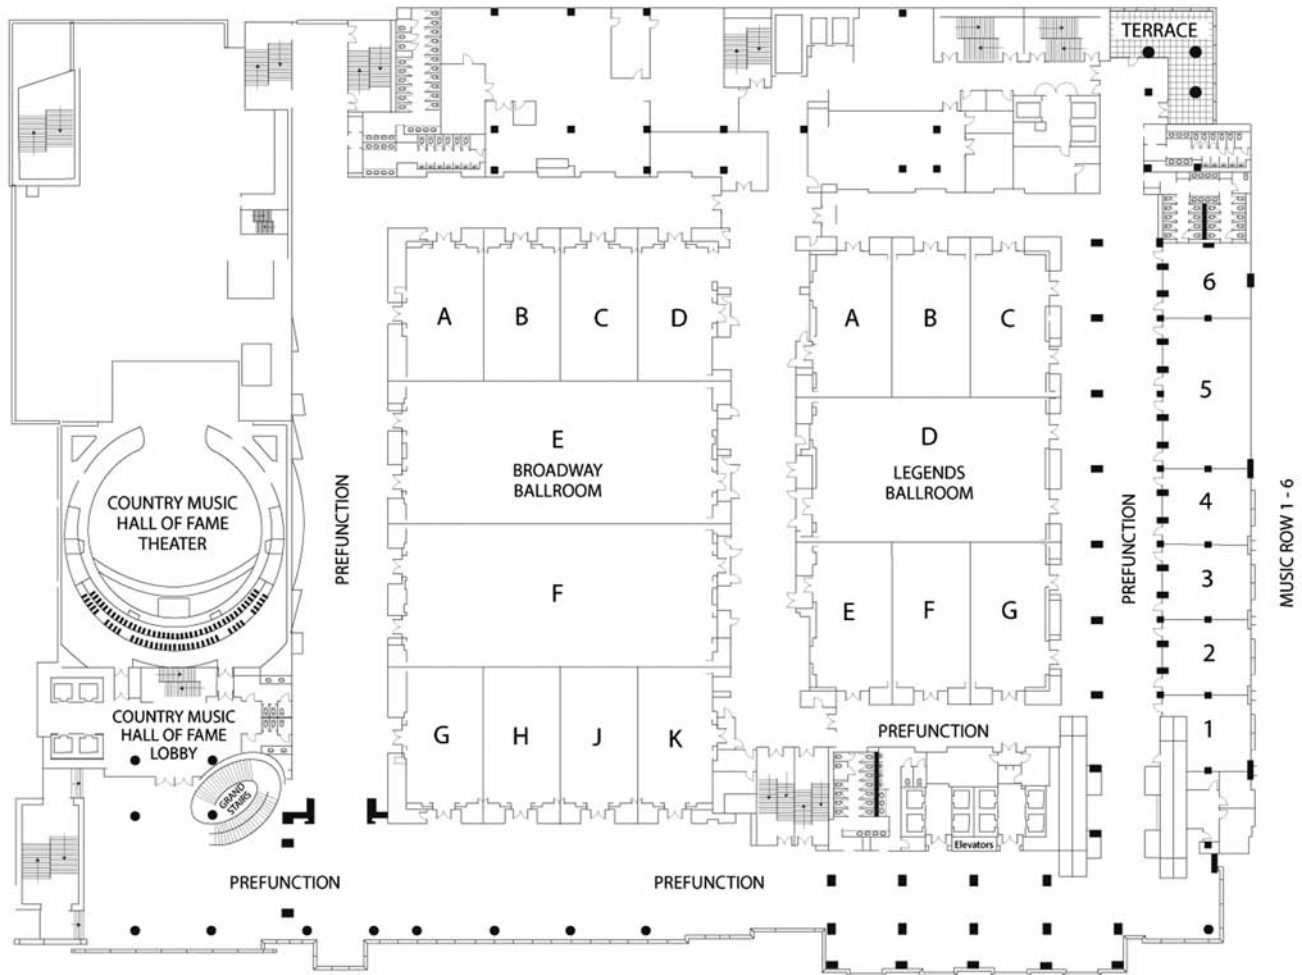 TERRACE
A
B
C
D
A
B
C
6
5
E
BROADWAY
BALLROOM
D
LEGENDS
BALLROOM
4
COUNTRY MUSIC
HALL OF FAME
THEATER
PREFUNCTION
PREFUNCTION
MUSIC ROW 1 - 6
F
E
F
G
3
2
COUNTRY MUSIC
HALL OF FAME
LOBBY
G
H
J
K
PREFUNCTION
1
GRAND
STAIRS
Elevators
PREFUNCTION
PREFUNCTION